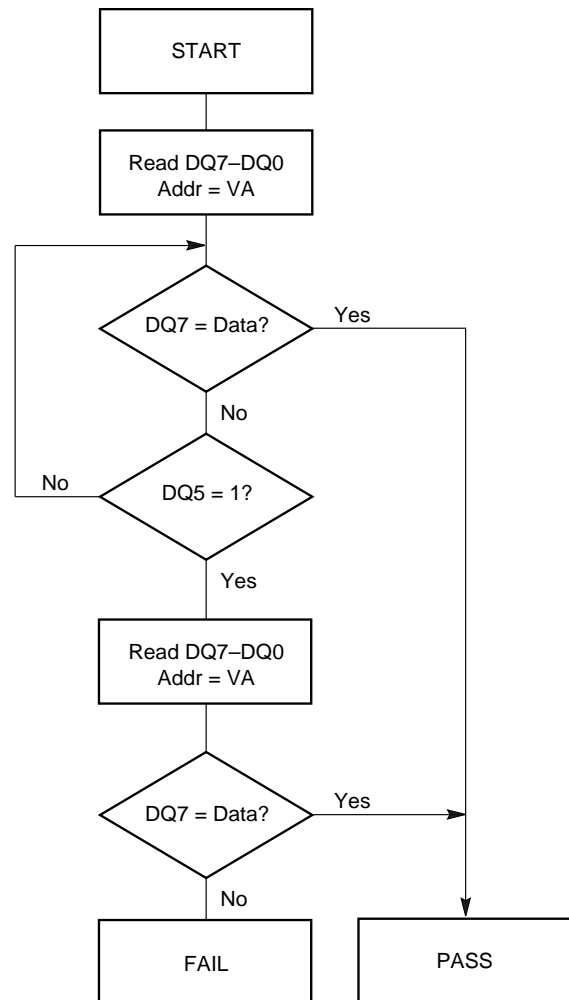 START
Read DQ7–DQ0
Addr = VA
DQ7 = Data?
Yes
No
No
DQ5 = 1?
Yes
Read DQ7–DQ0
Addr = VA
DQ7 = Data?
Yes
No
FAIL
PASS